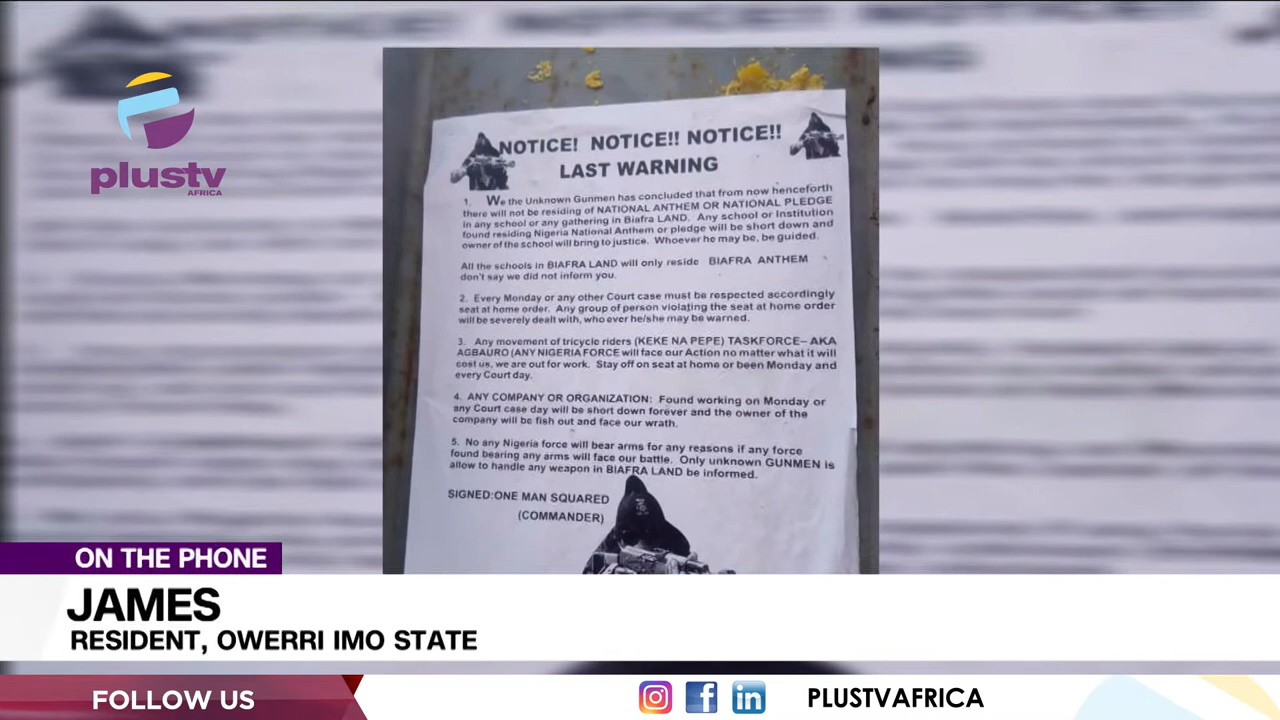 plustv
AFRICA
NOTICE! NOTICE!! NOTICE!!
LAST WARNING
1. We the Unknown Gunmen has concluded that from now henceforth
there will not be residing of NATIONAL ANTHEM OR NATIONAL PLEDGE
in any school or any gathering in Biafra LAND. Any school or Institution
found residing Nigeria National Anthem or pledge will be short down and
owner of the school will bring to justice. Whoever he may be, be guided.
All the schools in BIAFRA LAND will only reside BIAFRA ANTHEM
don't say we did not inform you.
2. Every Monday or any other Court case must be respected accordingly
seat at home order. Any group of person violating the seat at home order
will be severely dealt with, who ever he/she may be warned.
3. Any movement of tricycle riders (KEKE NA PEPE) TASKFORCE– AKA
AGBAURO (ANY NIGERIA FORCE will face our Action no matter what it will
cost us, we are out for work. Stay off on seat at home or been Monday and
every Court day.
4. ANY COMPANY OR ORGANIZATION: Found working on Monday or
any Court case day will be short down forever and the owner of the
company will be fish out and face our wrath.
5. No any Nigeria force will bear arms for any reasons if any force
found bearing any arms will face our battle. Only unknown GUNMEN is
allow to handle any weapon in BIAFRA LAND be informed.
SIGNED:ONE MAN SQUARED
(COMMANDER)
ON THE PHONE
JAMES
RESIDENT, OWERRI IMO STATE
FOLLOW US
PLUSTVAFRICA